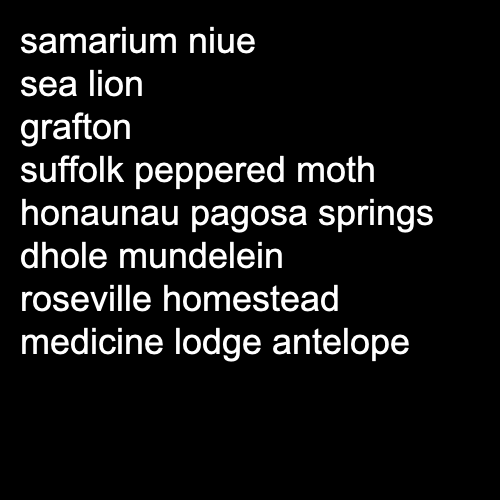 samarium niue
sea lion
grafton
suffolk peppered moth
honaunau pagosa springs
dhole mundelein
roseville homestead
medicine lodge antelope